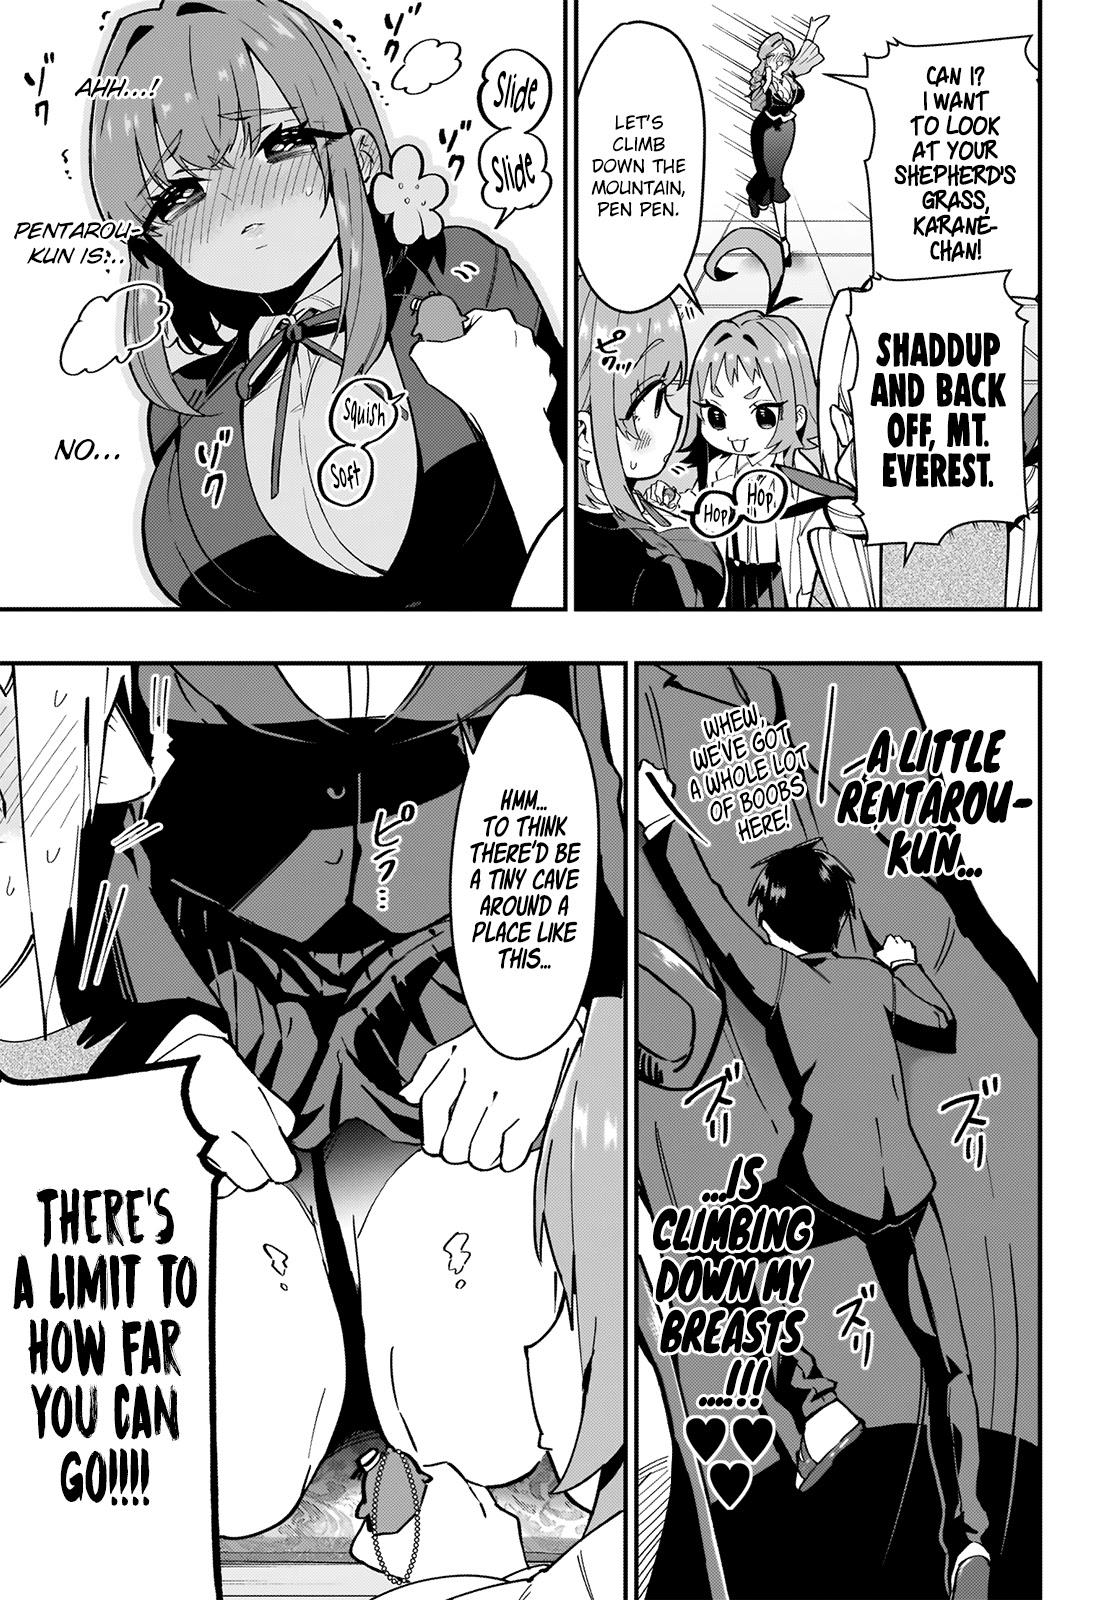 CAN I?
I WANT
TO LOOK
AT YOUR
SHEPHERD'S
GRASS,
KARANE-
CHAN!
SHADDUP
AND BACK
OFF, MT.
EVEREST.
LET'S
CLIMB
DOWN THE
MOUNTAIN,
PEN PEN.
ピクッ…
HOP
HOP
Slide
Slide
AHH...!
PENTAROU-
KUN IS...
NO...
Squish
Soft
ゾク
ゾク
ゾク
A LITTLE
RENTAROU-
KUN...
WHEW,
WE'VE GOT
A WHOLE LOT
OF BOOBS
HERE!
...IS
CLIMBING
DOWN MY
BREASTS
....!!!
♥♥
♥
ズリ
ズリ
ズリ
HMM...
TO THINK
THERE'D BE
A TINY CAVE
AROUND A
PLACE LIKE
THIS...
ピラ…
THERE'S
A LIMIT TO
HOW FAR
YOU CAN
GO!!!!